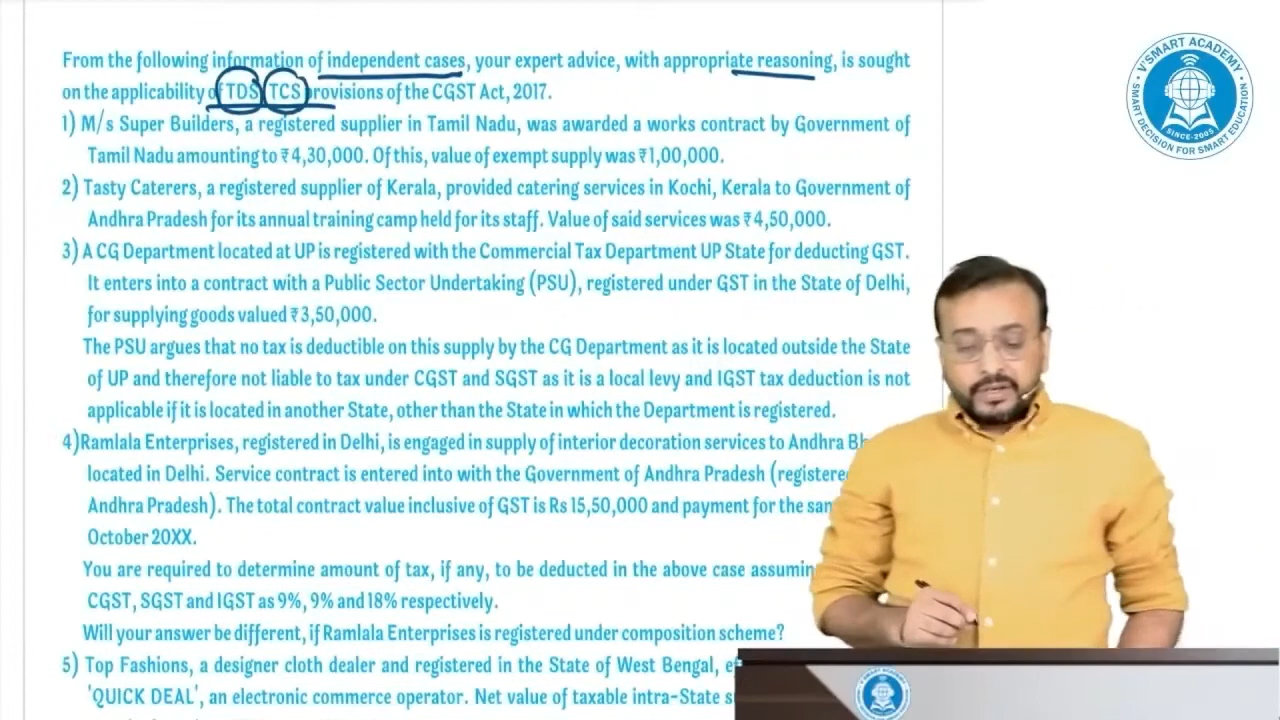 From the following information of independent cases, your expert advice, with appropriate reasoning, is sought
on the applicability of TDS TCS provisions of the CGST Act, 2017.
1) M/s Super Builders, a registered supplier in Tamil Nadu, was awarded a works contract by Government of
Tamil Nadu amounting to ₹4,30,000. Of this, value of exempt supply was ₹1,00,000.
2) Tasty Caterers, a registered supplier of Kerala, provided catering services in Kochi, Kerala to Government of
Andhra Pradesh for its annual training camp held for its staff. Value of said services was ₹4,50,000.
3) A CG Department located at UP is registered with the Commercial Tax Department UP State for deducting GST.
It enters into a contract with a Public Sector Undertaking (PSU), registered under GST in the State of Delhi,
for supplying goods valued ₹3,50,000.
The PSU argues that no tax is deductible on this supply by the CG Department as it is located outside the State
of UP and therefore not liable to tax under CGST and SGST as it is a local levy and IGST tax deduction is not
applicable if it is located in another State, other than the State in which the Department is registered.
4)Ramlala Enterprises, registered in Delhi, is engaged in supply of interior decoration services to Andhra
located in Delhi. Service contract is entered into with the Government of Andhra Pradesh
Andhra Pradesh). The total contract value inclusive of GST is Rs 15,50,000 and payment for the
October 20XX.
You are required to determine amount of tax, if any, to be deducted in the above case
CGST, SGST and IGST as 9%, 9% and 18% respectively.
Will your answer be different, if Ramlala Enterprises is registered under composition scheme?
5) Top Fashions, a designer cloth dealer and registered in the State of West Bengal,
'QUICK DEAL', an electronic commerce operator. Net value of taxable intra-State
V'SMART ACADEMY
SINCE-2005
SMART DECISION FOR SMART EDUCATION